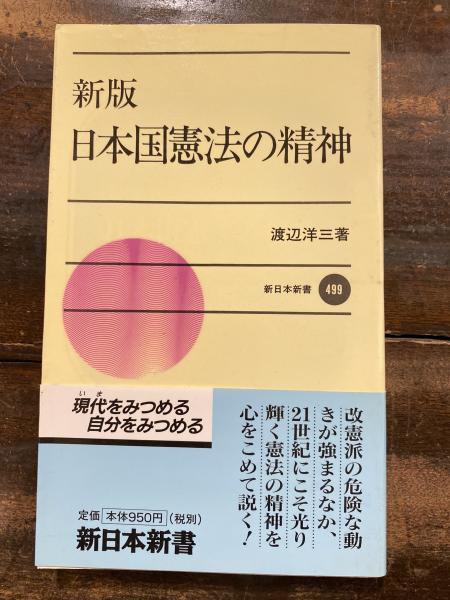 新版
日本国憲法の精神
渡辺洋三著
新日本新書 499
いま
現代をみつめる
自分をみつめる
改憲派の危険な動
きが強まるなか、
21世紀にこそ光り
輝く憲法の精神を
心をこめて説く!
定価 本体950円 (税別)
新日本新書